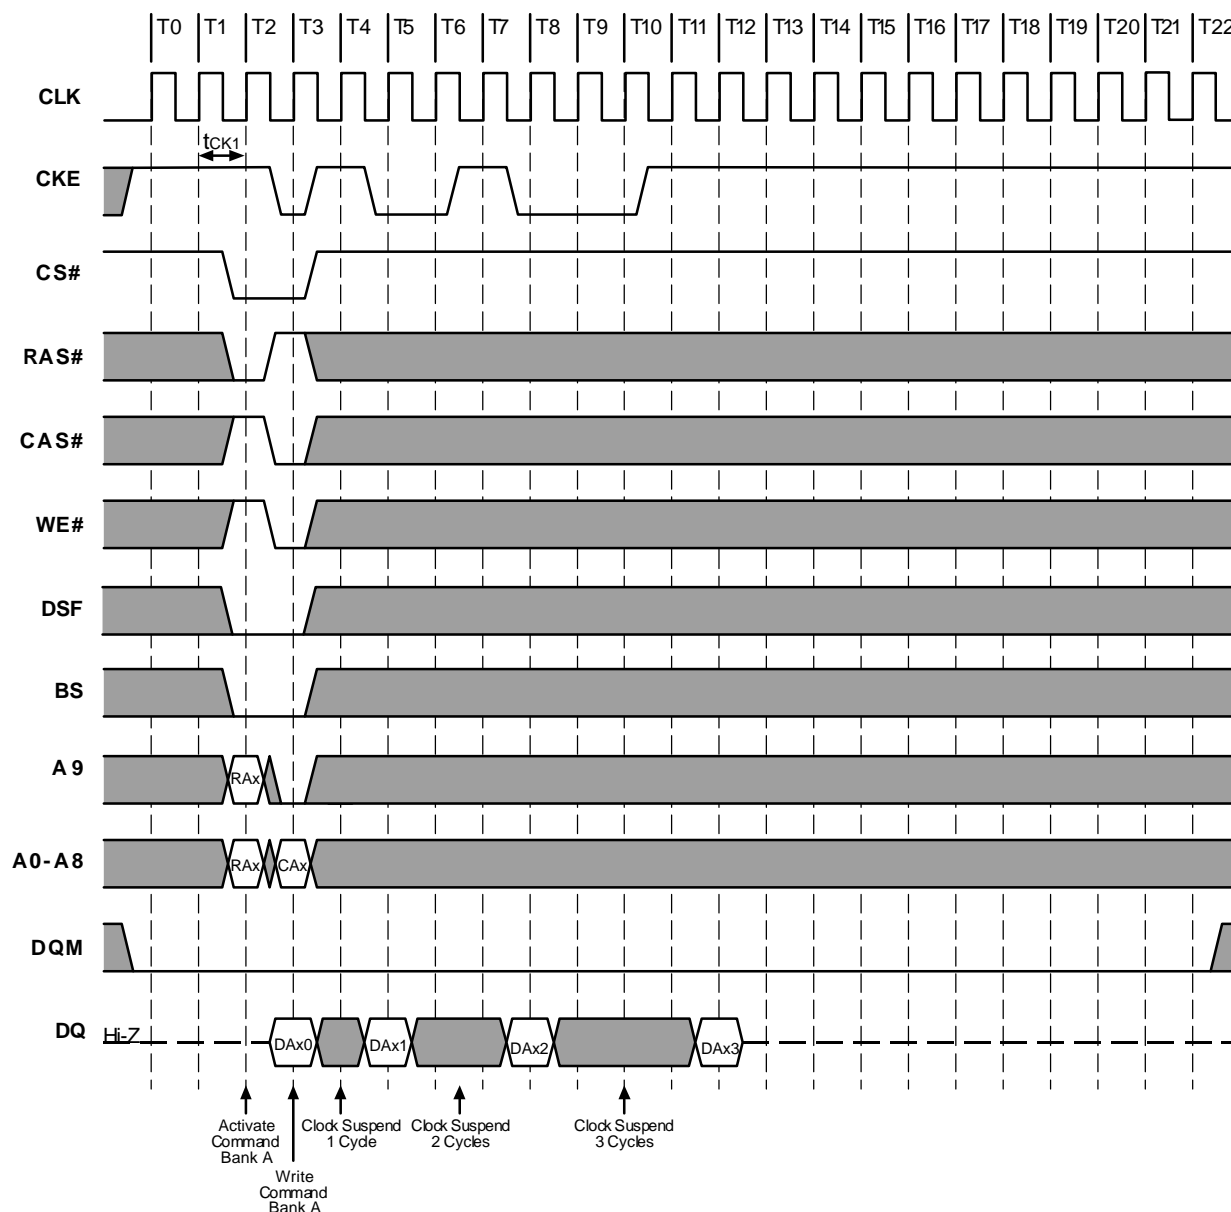 T0 T1 T2 T3 T4 T5 T6 T7 T8 T9 T10 T11 T12 T13 T14 T15 T16 T17 T18 T19 T20 T21 T22
CLK
tCK1
CKE
CS#
RAS#
CAS#
WE#
DSF
BS
A9
RAx
A0-A8
RAx CAx
DQM
DQ
Hi-Z
DAx0 DAx1 DAx2 DAx3
Activate
Command
Bank A
Write
Command
Bank A
Clock Suspend
1 Cycle
Clock Suspend
2 Cycles
Clock Suspend
3 Cycles